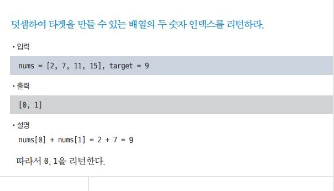 덧셈하여 타겟을 만들 수 있는 배열의 두 숫자 인덱스를 리턴하라.
• 입력
nums = [2, 7, 11, 15], target = 9
• 출력
[0, 1]
• 설명
nums[0] + nums[1] = 2 + 7 = 9
따라서 0, 1을 리턴한다.